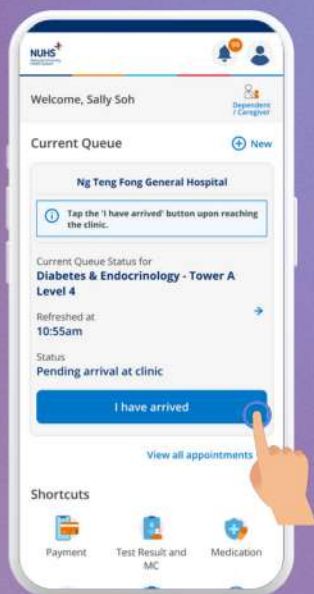 NUHS
Welcome, Sally Soh
Dependent
/ Caregiver
Current Queue
New
Ng Teng Fong General Hospital
Tap the 'I have arrived' button upon reaching
the clinic.
Current Queue Status for
Diabetes & Endocrinology - Tower A
Level 4
Refreshed at
10:55am
Status
Pending arrival at clinic
I have arrived
View all appointments
Shortcuts
Payment
Test Result and
MC
Medication